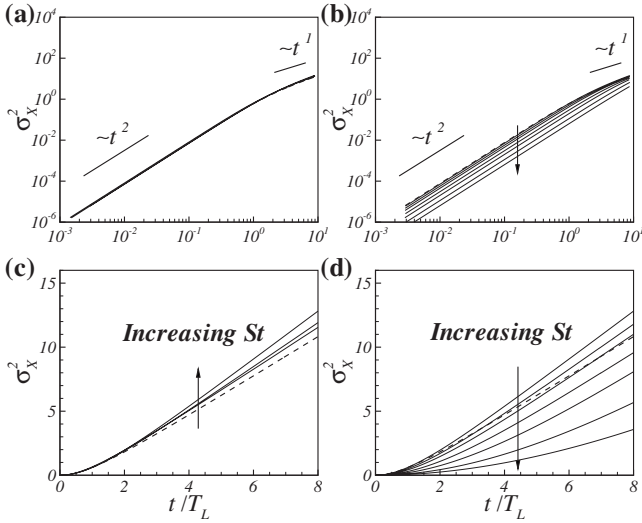 (a)
10^4
10^2
10^0
10^-2
10^-4
10^-6
σ_X^2
~t^2
~t^1
10^-3
10^-2
10^-1
10^0
10^1
(b)
10^4
10^2
10^0
10^-2
10^-4
10^-6
σ_X^2
~t^2
~t^1
10^-3
10^-2
10^-1
10^0
10^1
(c)
15
10
5
0
σ_X^2
Increasing St
0
2
4
6
8
t/T_L
(d)
15
10
5
0
σ_X^2
Increasing St
0
2
4
6
8
t/T_L